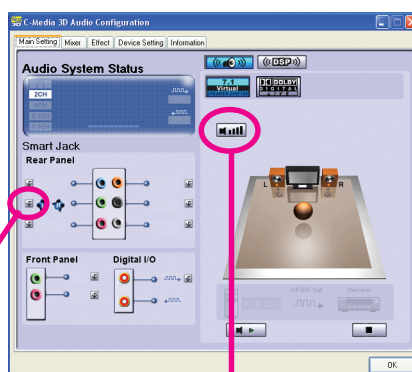 C-Media 3D Audio Configuration
Main Setting Mixer Effect Device Setting Information
Audio System Status
2CH
DSP
7.1
Virtual
DOLBY
DIGITAL
Smart Jack
Rear Panel
L R
Front Panel Digital I/O
S/PDIF-Out Decoder
OK